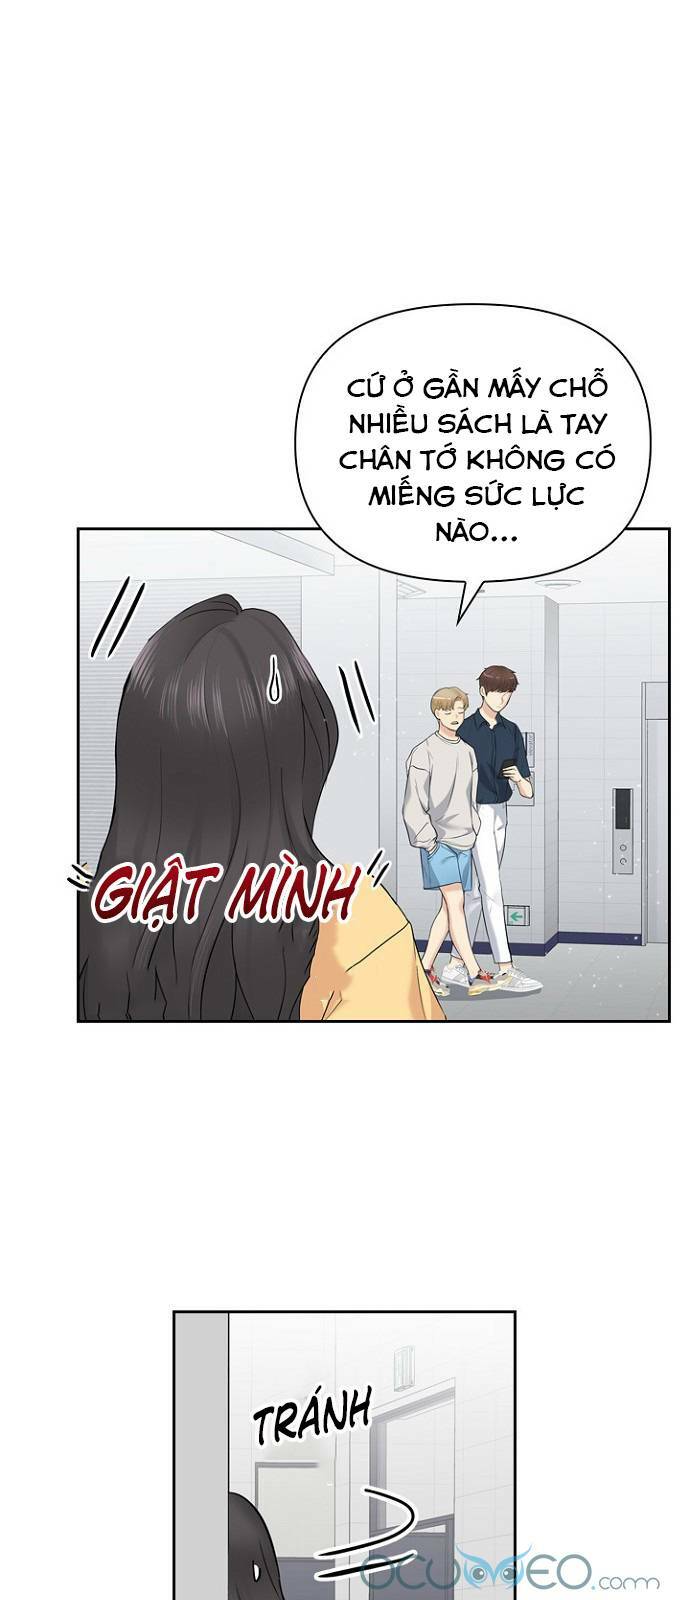 CỨ Ở GẦN MẤY CHỖ
NHIỀU SÁCH LÀ TAY
CHÂN TỚ KHÔNG CÓ
MIẾNG SỨC LỰC
NÀO...
GIẬT MÌNH
TRÁNH
OCUMEO.comm